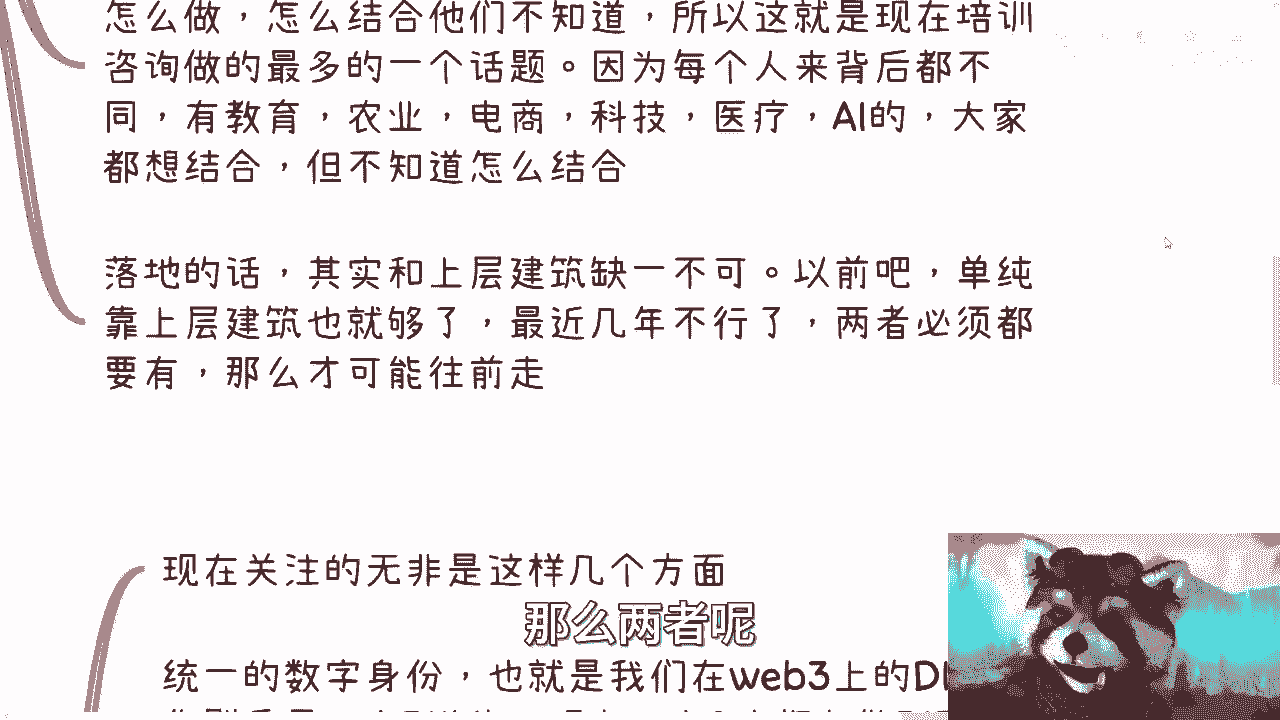 怎么做，怎么结合他们不知道，所以这就是现在培训
咨询做的最多的一个话题。因为每个人来背后都不
同，有教育，农业，电商，科技，医疗，AI的，大家
都想结合，但不知道怎么结合
落地的话，其实和上层建筑缺一不可。以前吧，单纯
靠上层建筑也就够了，最近几年不行了，两者必须都
要有，那么才可能往前走
现在关注的无非是这样几个方面
那么两者呢
统一的数字身份，也就是我们在web3上的